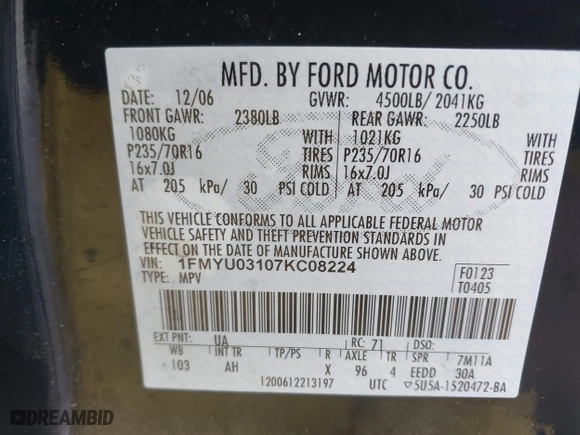 MFD. BY FORD MOTOR CO.
DATE: 12/06 GVWR: 4500LB/ 2041KG
FRONT GAWR: 2380LB REAR GAWR: 2250LB
1080KG WITH 1021KG WITH
P235/70R16 TIRES P235/70R16 TIRES
16x7.0J RIMS 16x7.0J RIMS
AT 205 kPa/ 30 PSI COLD AT 205 kPa/ 30 PSI COLD
THIS VEHICLE CONFORMS TO ALL APPLICABLE FEDERAL MOTOR
VEHICLE SAFETY AND THEFT PREVENTION STANDARDS IN
EFFECT ON THE DATE OF MANUFACTURE SHOWN ABOVE.
VIN: 1FMYU03107KC08224
TYPE: MPV
F0123
T0405
EXT PNT: UA RC: 71 DSO:
WB INT TR TP/PS R AXLE TR SPR 7M11A
103 AH X 96 4 EEDD 30A
1200612213197 UTC ▽5U5A-1520472-BA
Ford
DREAMBID